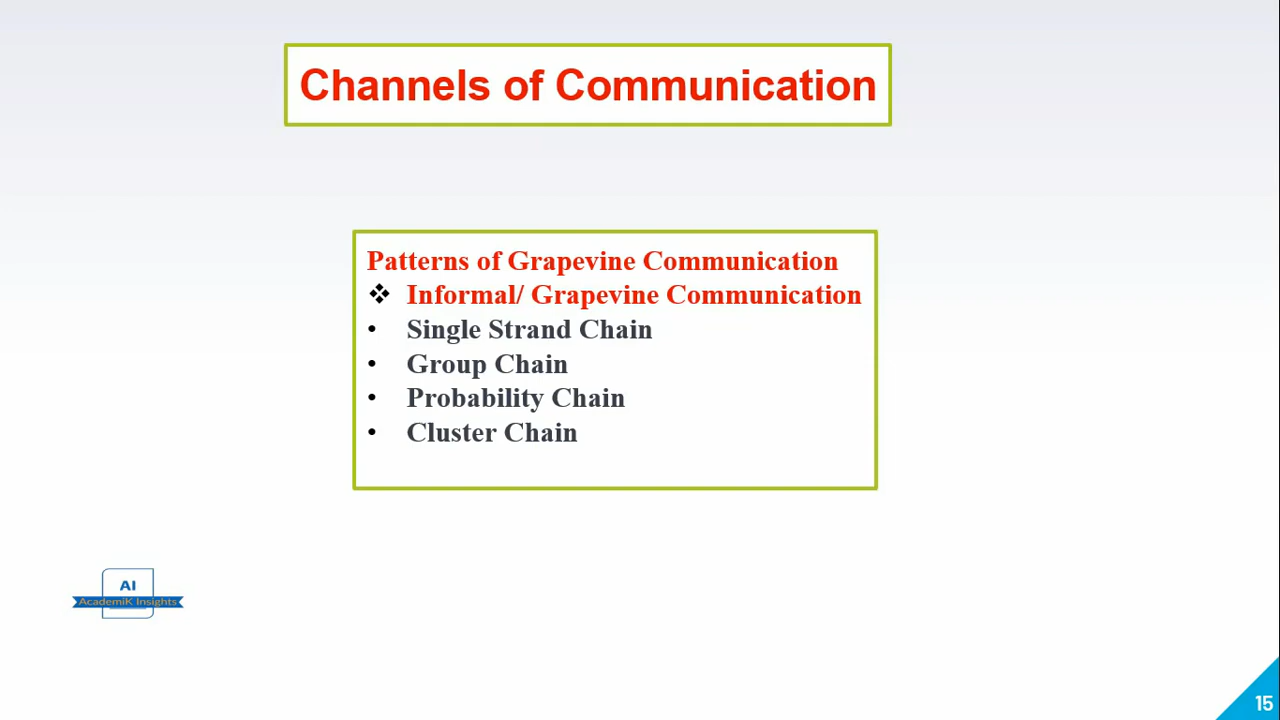 Channels of Communication
Patterns of Grapevine Communication
❖ Informal/ Grapevine Communication
• Single Strand Chain
• Group Chain
• Probability Chain
• Cluster Chain
AI
AcademiK Insights
15